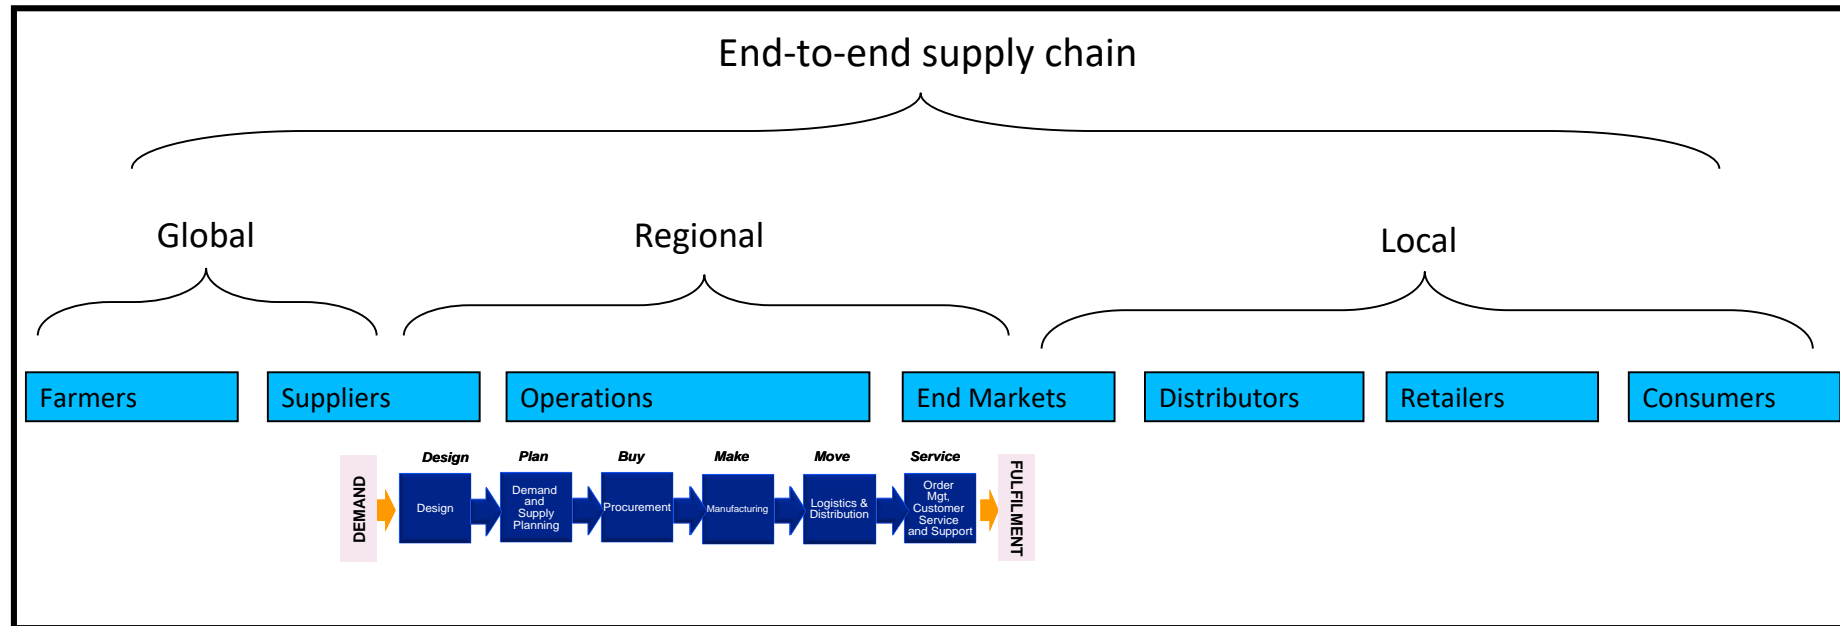 End-to-end supply chain
Global
Regional
Local
Farmers
Suppliers
Operations
End Markets
Distributors
Retailers
Consumers
Design
Plan
Buy
Make
Move
Service
DEMAND
Design
Demand
and
Supply
Planning
Procurement
Manufacturing
Logistics &
Distribution
Order
Mgt,
Customer
Service
and Support
FULFILMENT